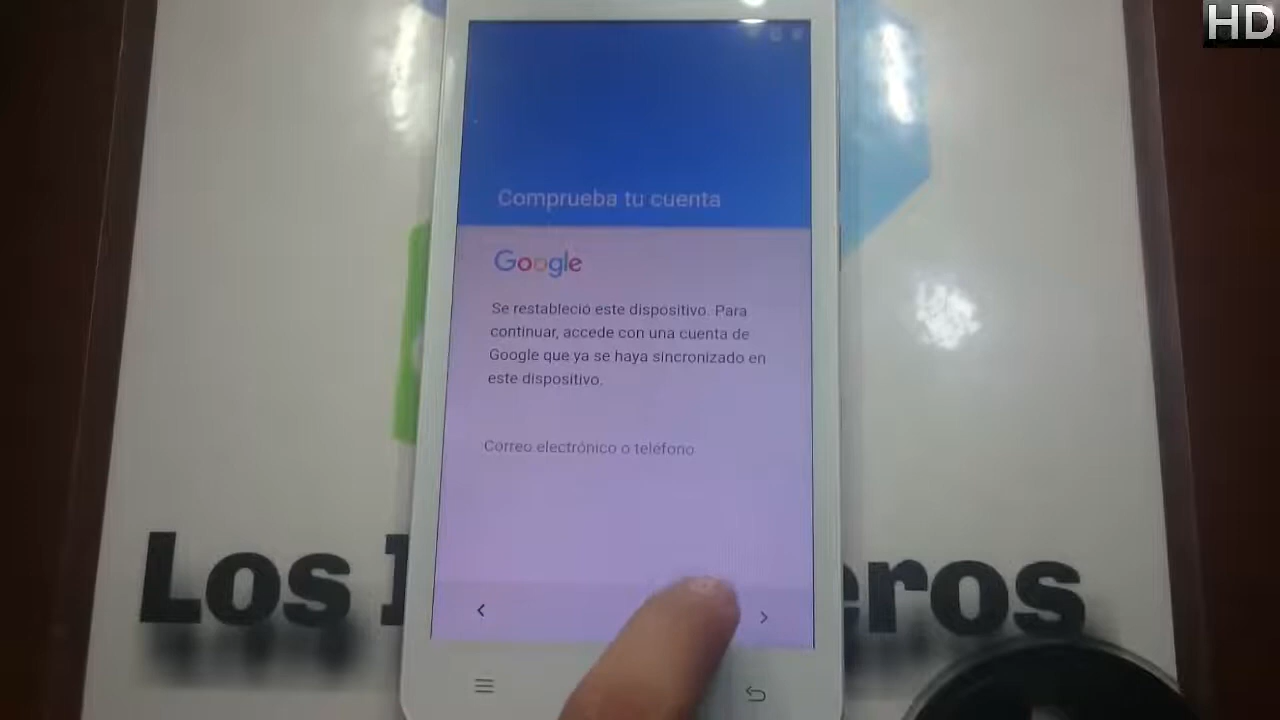 HD
Comprueba tu cuenta
Google
Se restableció este dispositivo. Para
continuar, accede con una cuenta de
Google que ya se haya sincronizado en
este dispositivo.
Correo electrónico o teléfono
Los